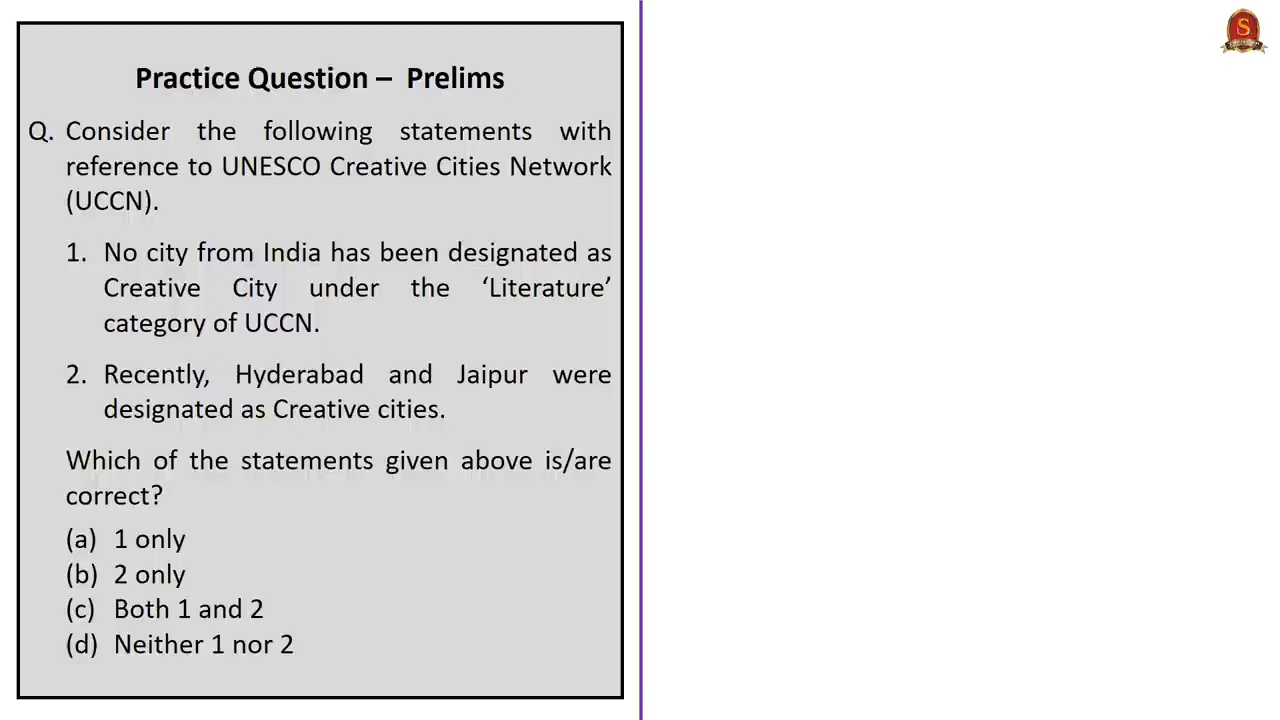 Practice Question – Prelims
Q. Consider the following statements with
reference to UNESCO Creative Cities Network
(UCCN).
1. No city from India has been designated as
Creative City under the ‘Literature’
category of UCCN.
2. Recently, Hyderabad and Jaipur were
designated as Creative cities.
Which of the statements given above is/are
correct?
(a) 1 only
(b) 2 only
(c) Both 1 and 2
(d) Neither 1 nor 2
S